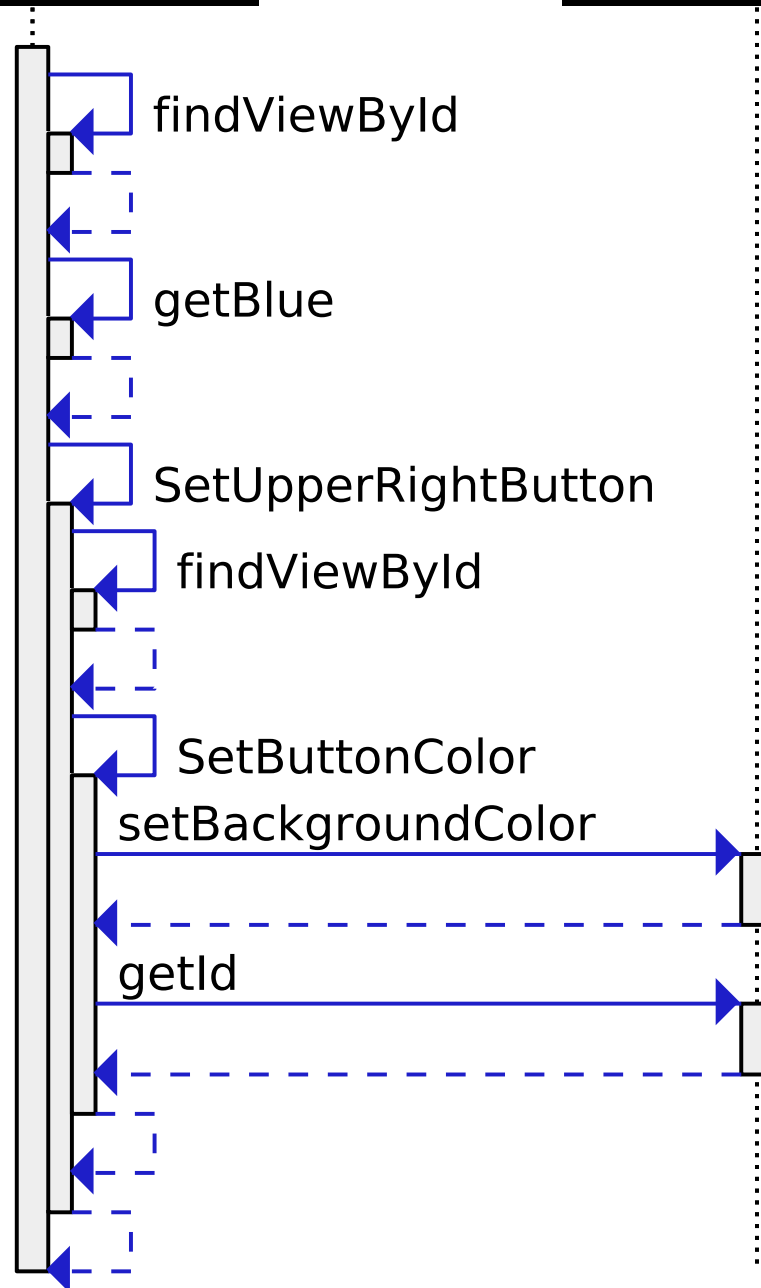 findViewById
getBlue
SetUpperRightButton
findViewById
SetButtonColor
setBackgroundColor
getId